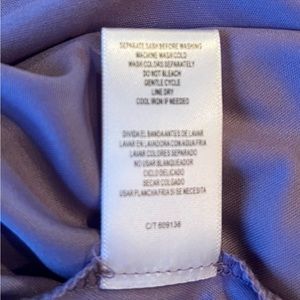 SEPARATE SASH BEFORE WASHING
MACHINE WASH COLD
WASH COLORS SEPARATELY
DO NOT BLEACH
GENTLE CYCLE
LINE DRY
COOL IRON IF NEEDED
DIVIDA EL BANDA ANTES DE LAVAR
LAVAR EN LAVADORA CON AGUA FRIA
LAVAR COLORES SEPARADO
NO USAR BLANQUEADOR
CICLO DELICADO
SECAR COLGADO
USAR PLANCHA FRIA SI SE NECESITA
C/T 609138